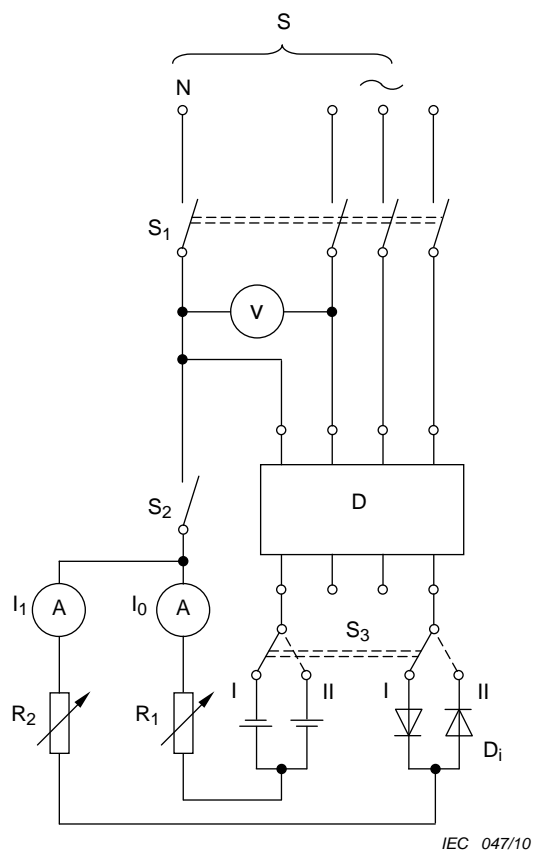 S
N
S1
V
S2
D
I1 A I0 A
S3
I II I II
R2 R1
Di
IEC 047/10